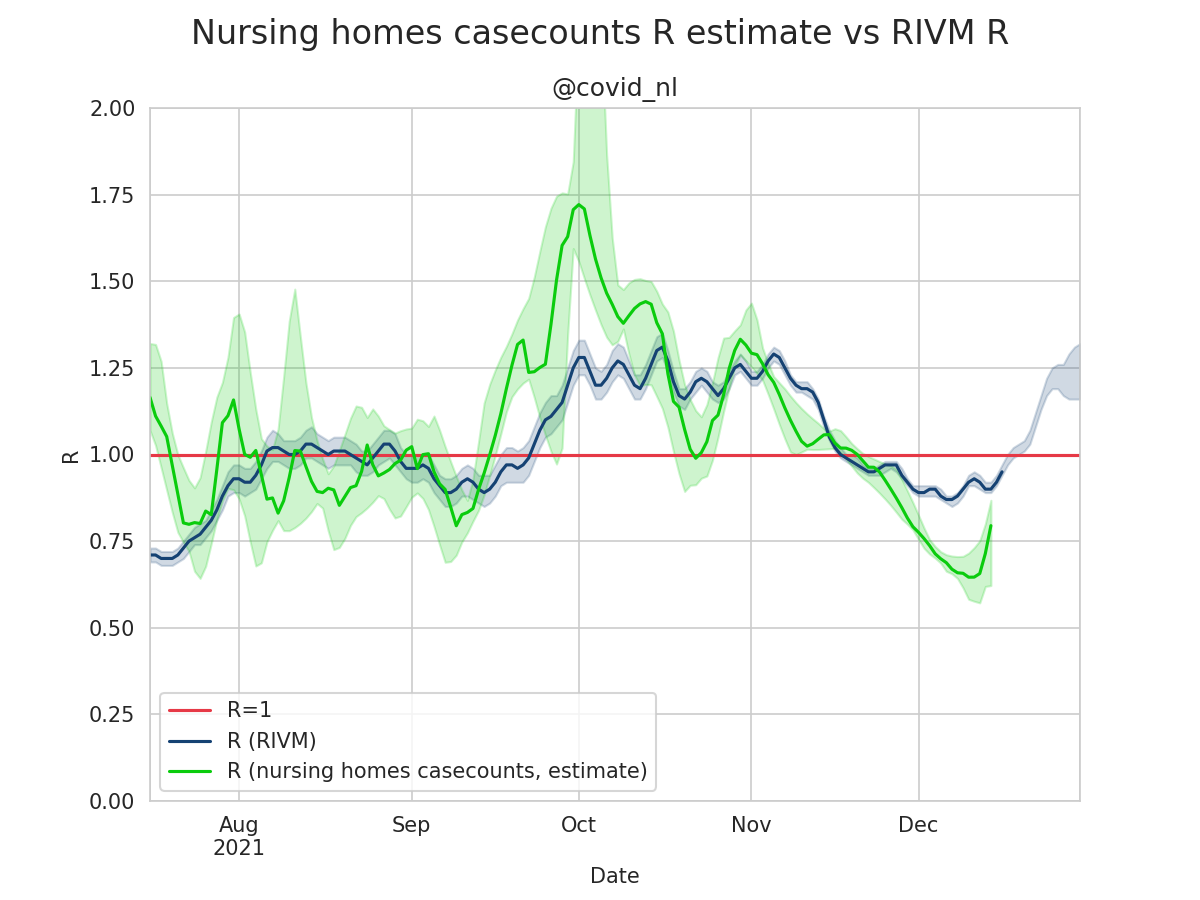 Nursing homes casecounts R estimate vs RIVM R
@covid_nl
2.00
1.75
1.50
1.25
1.00
0.75
0.50
0.25
0.00
R
R=1
R (RIVM)
R (nursing homes casecounts, estimate)
Aug Sep Oct Nov Dec
2021
Date